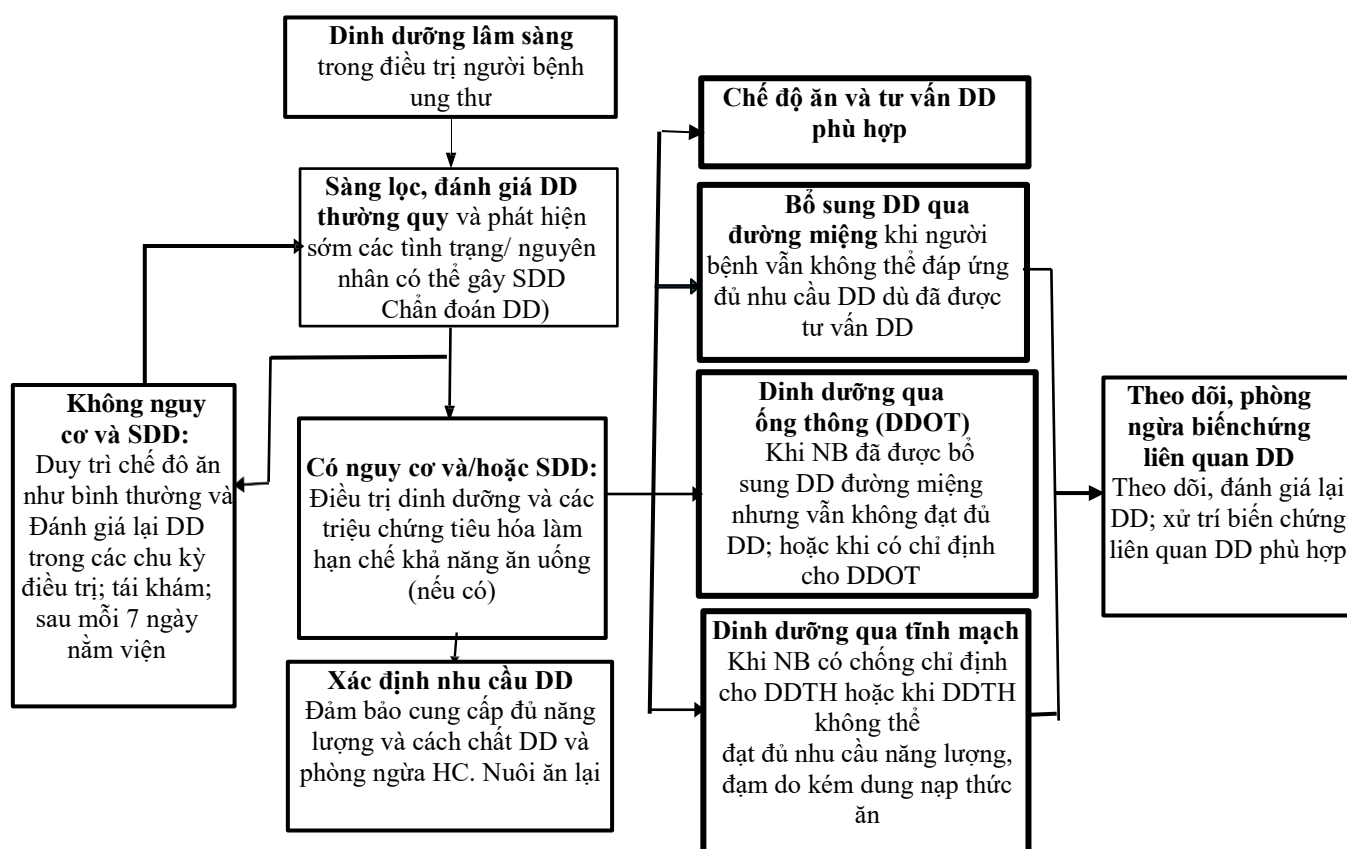 Dinh dưỡng lâm sàng
trong điều trị người bệnh
ung thư
Sàng lọc, đánh giá DD
thường quy và phát hiện
sớm các tình trạng/ nguyên
nhân có thể gây SDD
Chẩn đoán DD)
Không nguy
cơ và SDD:
Duy trì chế đô ăn
như bình thường và
Đánh giá lại DD
trong các chu kỳ
điều trị; tái khám;
sau mỗi 7 ngày
nằm viện
Có nguy cơ và/hoặc SDD:
Điều trị dinh dưỡng và các
triệu chứng tiêu hóa làm
hạn chế khả năng ăn uống
(nếu có)
Xác định nhu cầu DD
Đảm bảo cung cấp đủ năng
lượng và cách chất DD và
phòng ngừa HC. Nuôi ăn lại
Chế độ ăn và tư vấn DD
phù hợp
Bổ sung DD qua
đường miệng khi người
bệnh vẫn không thể đáp ứng
đủ nhu cầu DD dù đã được
tư vấn DD
Dinh dưỡng qua
ống thông (DDOT)
Khi NB đã được bổ
sung DD đường miệng
nhưng vẫn không đạt đủ
DD; hoặc khi có chỉ định
cho DDOT
Dinh dưỡng qua tĩnh mạch
Khi NB có chống chỉ định
cho DDTH hoặc khi DDTH
không thể
đạt đủ nhu cầu năng lượng,
đạm do kém dung nạp thức
ăn
Theo dõi, phòng
ngừa biếnchứng
liên quan DD
Theo dõi, đánh giá lại
DD; xử trí biến chứng
liên quan DD phù hợp